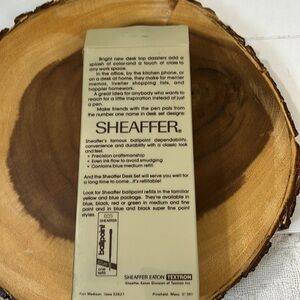 Bright new desk top dazzlers add a
splash of color and a touch of class to
any work space.
In the office, by the kitchen phone, or
on a desk at home, they make for merrier
memos, livelier shopping lists, and
happier homework.
A great idea for anybody who wants to
reach for a little inspiration instead of just
a pen.
Make friends with the pen pals from
the number one name in desk set designs:
SHEAFFER®
Sheaffer's famous ballpoint dependability,
convenience and durability with a classic look
and feel.
• Precision craftsmanship
• Even ink flow to avoid smudging
• Contains blue medium refill
And the Sheaffer Desk Set will serve you well for
a long time to come...it's refillable!
Look for Sheaffer ballpoint refills in the familiar
yellow and blue package. They're available in
blue, black, red or green in medium and fine
point and in blue and black super fine point
styles.
ballpoint
SHEAFFER EATON TEXTRON
Sheaffer Eaton Division of Textron Inc.
Fort Madison, Iowa 52627
Pittsfield, Mass. 01201